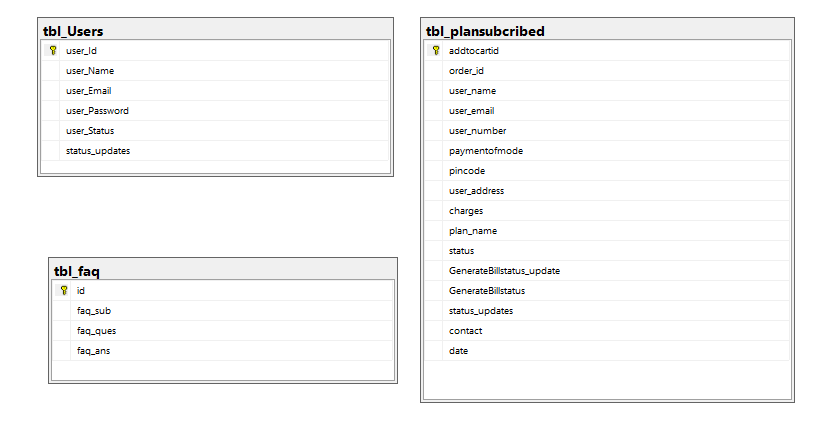 tbl_Users
user_Id
user_Name
user_Email
user_Password
user_Status
status_updates
tbl_faq
id
faq_sub
faq_ques
faq_ans
tbl_plansubcribed
addtocartid
order_id
user_name
user_email
user_number
paymentofmode
pincode
user_address
charges
plan_name
status
GenerateBillstatus_update
GenerateBillstatus
status_updates
contact
date